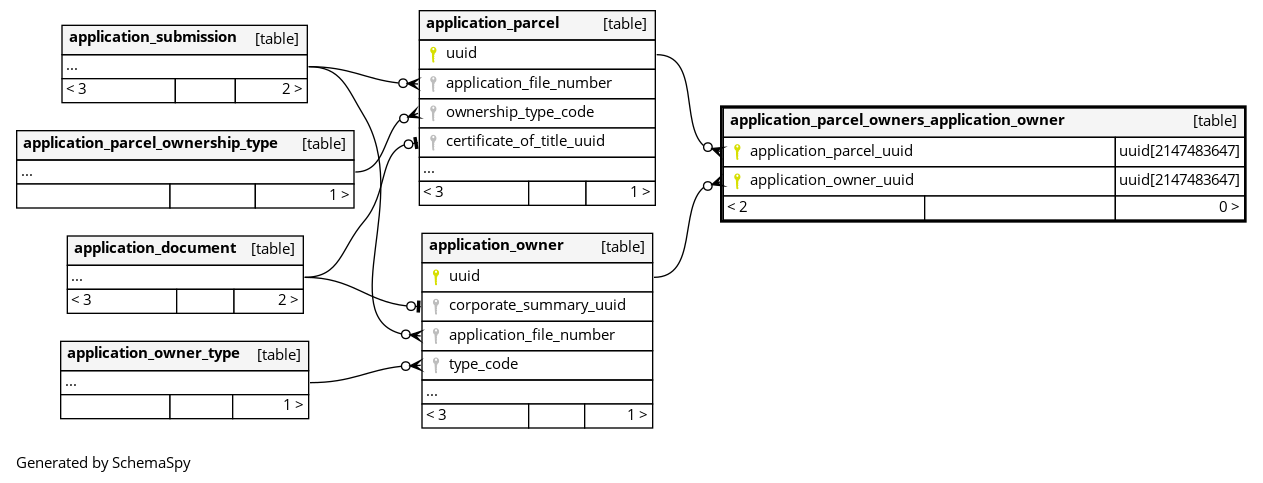 application_submission [table]
...
< 3 2 >
application_parcel_ownership_type [table]
...
1 >
application_document [table]
...
< 3 2 >
application_owner_type [table]
...
1 >
application_parcel [table]
uuid
application_file_number
ownership_type_code
certificate_of_title_uuid
...
< 3 1 >
application_owner [table]
uuid
corporate_summary_uuid
application_file_number
type_code
...
< 3 1 >
application_parcel_owners_application_owner [table]
application_parcel_uuid uuid[2147483647]
application_owner_uuid uuid[2147483647]
< 2 0 >
Generated by SchemaSpy